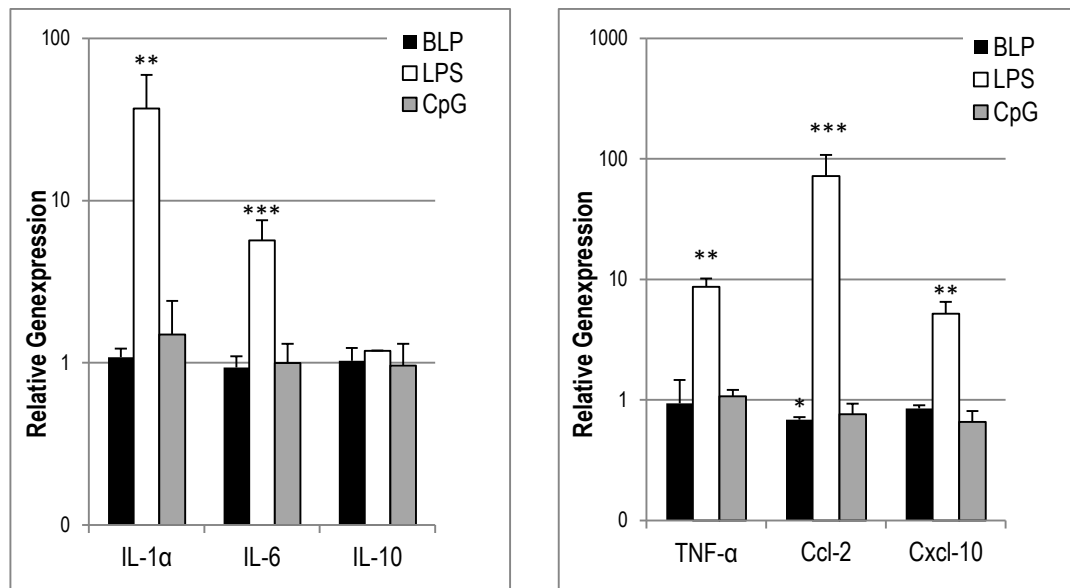 Relative Genexpression
100
10
1
0
BLP
LPS
CpG
**
***
IL-1α
IL-6
IL-10
Relative Genexpression
1000
100
10
1
0
BLP
LPS
CpG
**
*
***
**
TNF-α
Ccl-2
Cxcl-10